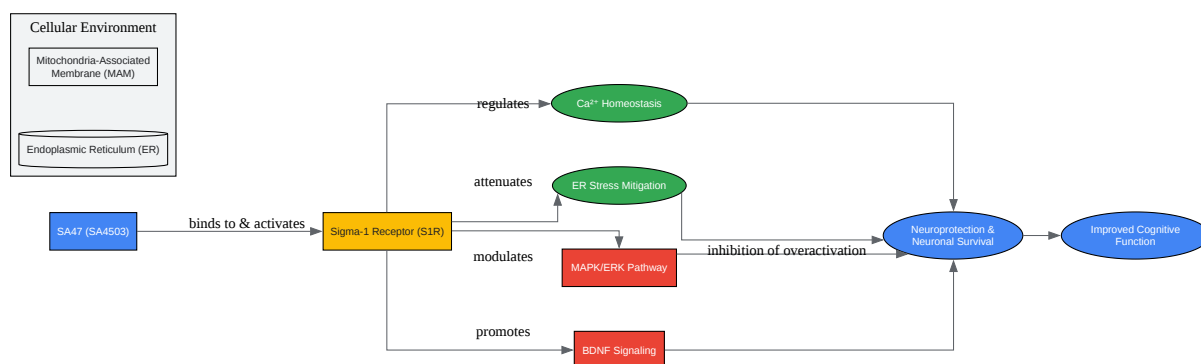 Cellular Environment
Mitochondria-Associated
Membrane (MAM)
Endoplasmic Reticulum (ER)
SA47 (SA4503)
binds to & activates
Sigma-1 Receptor (S1R)
regulates
Ca²⁺ Homeostasis
attenuates
ER Stress Mitigation
modulates
MAPK/ERK Pathway
inhibition of overactivation
promotes
BDNF Signaling
Neuroprotection &
Neuronal Survival
Improved Cognitive
Function